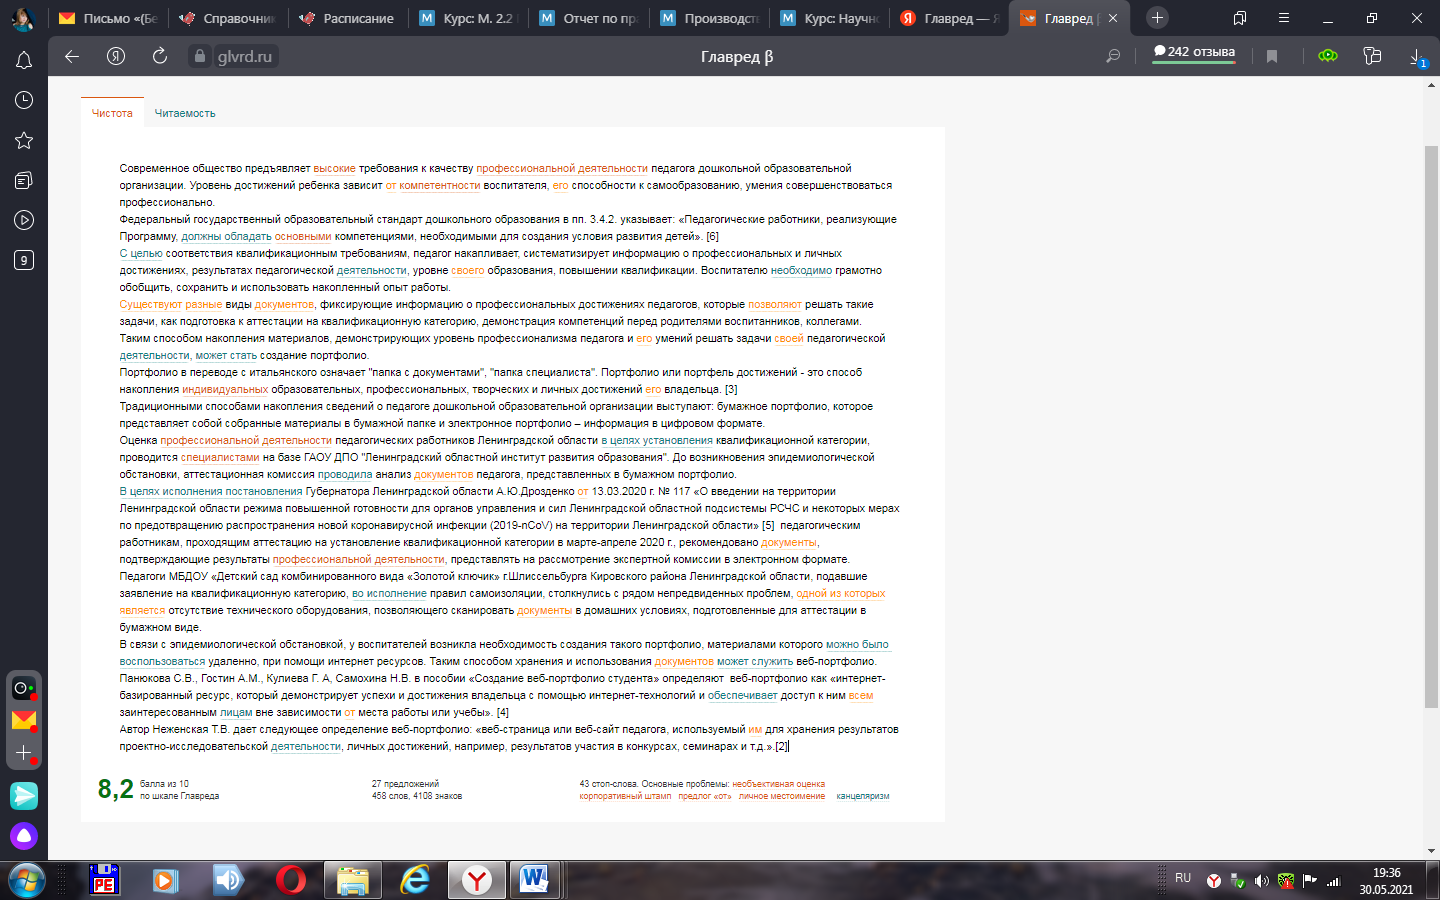 Письмо «(Бе
Справочни
Расписание
Курс: М. 2.2
Отчет по пр
Производст
Курс: Научн
Главред — Я
Главред β
glvrd.ru
Главред β
242 отзыва
1
Чистота Читаемость
Современное общество предъявляет высокие требования к качеству профессиональной деятельности педагога дошкольной образовательной
организации. Уровень достижений ребенка зависит от компетентности воспитателя, его способности к самообразованию, умения совершенствоваться
профессионально.
Федеральный государственный образовательный стандарт дошкольного образования в пп. 3.4.2. указывает: «Педагогические работники, реализующие
Программу, должны обладать основными компетенциями, необходимыми для создания условия развития детей». [6]
С целью соответствия квалификационным требованиям, педагог накапливает, систематизирует информацию о профессиональных и личных
достижениях, результатах педагогической деятельности, уровне своего образования, повышении квалификации. Воспитателю необходимо грамотно
обобщить, сохранить и использовать накопленный опыт работы.
Существуют разные виды документов, фиксирующие информацию о профессиональных достижениях педагогов, которые позволяют решать такие
задачи, как подготовка к аттестации на квалификационную категорию, демонстрация компетенций перед родителями воспитанников, коллегами.
Таким способом накопления материалов, демонстрирующих уровень профессионализма педагога и его умений решать задачи своей педагогической
деятельности, может стать создание портфолио.
Портфолио в переводе с итальянского означает "папка с документами", "папка специалиста". Портфолио или портфель достижений - это способ
накопления индивидуальных образовательных, профессиональных, творческих и личных достижений его владельца. [3]
Традиционными способами накопления сведений о педагоге дошкольной образовательной организации выступают: бумажное портфолио, которое
представляет собой собранные материалы в бумажной папке и электронное портфолио – информация в цифровом формате.
Оценка профессиональной деятельности педагогических работников Ленинградской области в целях установления квалификационной категории,
проводится специалистами на базе ГАОУ ДПО "Ленинградский областной институт развития образования". До возникновения эпидемиологической
обстановки, аттестационная комиссия проводила анализ документов педагога, представленных в бумажном портфолио.
В целях исполнения постановления Губернатора Ленинградской области А.Ю.Дрозденко от 13.03.2020 г. № 117 «О введении на территории
Ленинградской области режима повышенной готовности для органов управления и сил Ленинградской областной подсистемы РСЧС и некоторых мерах
по предотвращению распространения новой коронавирусной инфекции (2019-nCoV) на территории Ленинградской области» [5] педагогическим
работникам, проходящим аттестацию на установление квалификационной категории в марте-апреле 2020 г., рекомендовано документы,
подтверждающие результаты профессиональной деятельности, представлять на рассмотрение экспертной комиссии в электронном формате.
Педагоги МБДОУ «Детский сад комбинированного вида «Золотой ключик» г.Шлиссельбурга Кировского района Ленинградской области, подавшие
заявление на квалификационную категорию, во исполнение правил самоизоляции, столкнулись с рядом непредвиденных проблем, одной из которых
является отсутствие технического оборудования, позволяющего сканировать документы в домашних условиях, подготовленные для аттестации в
бумажном виде.
В связи с эпидемиологической обстановкой, у воспитателей возникла необходимость создания такого портфолио, материалами которого можно было
воспользоваться удаленно, при помощи интернет ресурсов. Таким способом хранения и использования документов может служить веб-портфолио.
Панюкова С.В., Гостин А.М., Кулиева Г. А, Самохина Н.В. в пособии «Создание веб-портфолио студента» определяют веб-портфолио как «интернет-
базированный ресурс, который демонстрирует успехи и достижения владельца с помощью интернет-технологий и обеспечивает доступ к ним всем
заинтересованным лицам вне зависимости от места работы или учебы». [4]
Автор Неженская Т.В. дает следующее определение веб-портфолио: «веб-страница или веб-сайт педагога, используемый им для хранения результатов
проектно-исследовательской деятельности, личных достижений, например, результатов участия в конкурсах, семинарах и т.д.».[2]
8,2 балла из 10
по шкале Главреда
27 предложений
458 слов, 4108 знаков
43 стоп-слова. Основные проблемы: необъективная оценка
корпоративный штамп предлог «от» личное местоимение канцеляризм
9
RU
19:36
30.05.2021